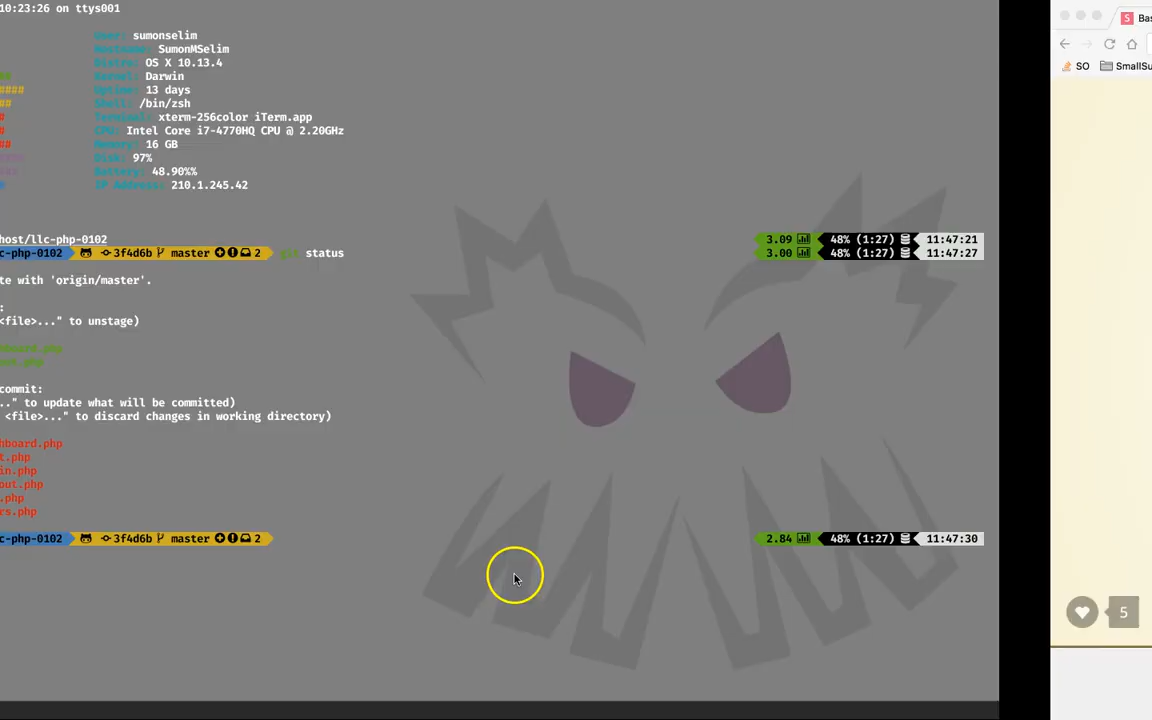 10:23:26 on ttys001
User: sumonselim
Hostname: SumonMSelim
Distro: OS X 10.13.4
Kernel: Darwin
Uptime: 13 days
Shell: /bin/zsh
Terminal: xterm-256color iTerm.app
CPU: Intel Core i7-4770HQ CPU @ 2.20GHz
Memory: 16 GB
Disk: 97%
Battery: 48.90%%
IP Address: 210.1.245.42
host/llc-php-0102 3.09 48% (1:27) 11:47:21
c-php-0102 3f4d6b master 2 git status 3.00 48% (1:27) 11:47:27
te with 'origin/master'.
:
<file>..." to unstage)
hboard.php
commit:
.." to update what will be committed)
<file>..." to discard changes in working directory)
hboard.php
t.php
in.php
out.php
.php
rs.php
c-php-0102 3f4d6b master 2 2.84 48% (1:27) 11:47:30
S Bas
SO SmallSu
5